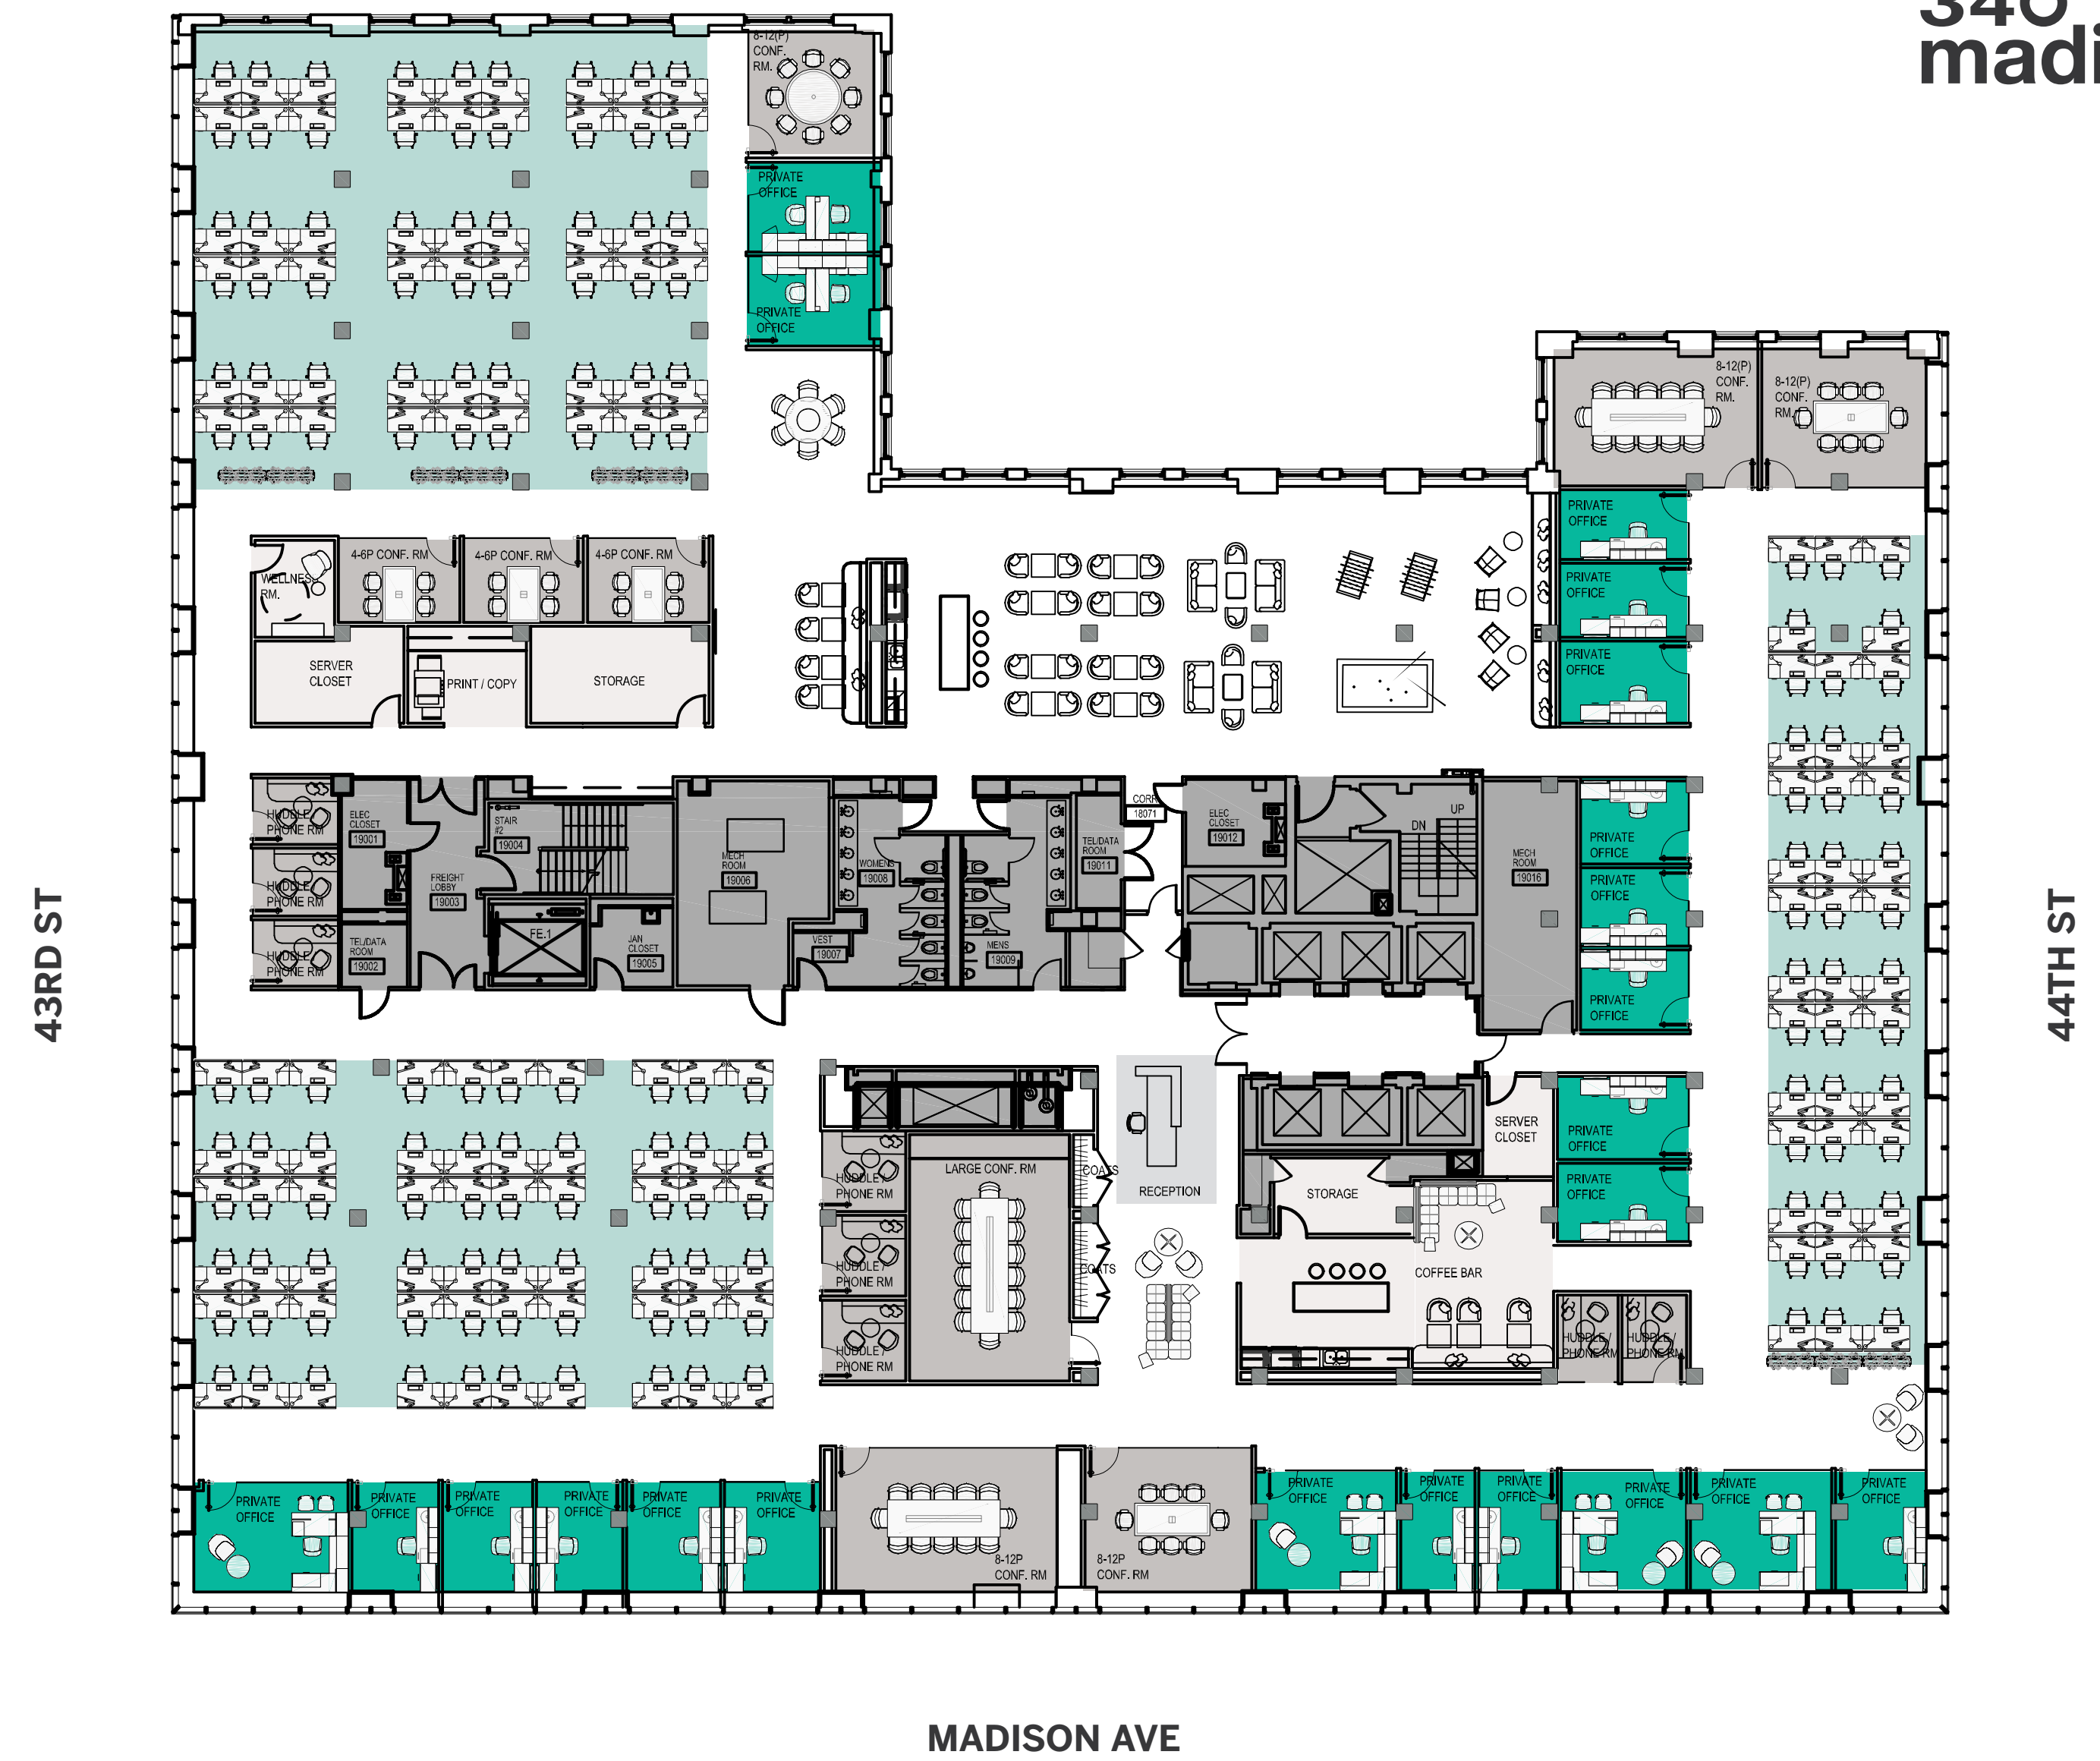 340
madi
8-12(P)
CONF.
RM.
PRIVATE
OFFICE
PRIVATE
OFFICE
8-12(P)
CONF.
RM.
8-12(P)
CONF.
RM.
PRIVATE
OFFICE
PRIVATE
OFFICE
PRIVATE
OFFICE
WELLNESS
RM.
4-6P CONF. RM
4-6P CONF. RM
4-6P CONF. RM
SERVER
CLOSET
PRINT / COPY
STORAGE
HUDDLE /
PHONE RM
HUDDLE /
PHONE RM
HUDDLE /
PHONE RM
ELEC
CLOSET
19001
TEL/DATA
ROOM
19002
FREIGHT
LOBBY
19003
STAIR
#2
19004
FE.1
JAN
CLOSET
19005
MECH
ROOM
19006
VEST
19007
WOMENS
19008
MENS
19009
TEL/DATA
ROOM
19011
CORR.
18071
ELEC
CLOSET
19012
DN
UP
MECH
ROOM
19016
PRIVATE
OFFICE
PRIVATE
OFFICE
PRIVATE
OFFICE
43RD ST
44TH ST
HUDDLE /
PHONE RM
HUDDLE /
PHONE RM
HUDDLE /
PHONE RM
LARGE CONF. RM
COATS
COATS
RECEPTION
STORAGE
SERVER
CLOSET
COFFEE BAR
PRIVATE
OFFICE
PRIVATE
OFFICE
HUDDLE /
PHONE RM
HUDDLE /
PHONE RM
PRIVATE
OFFICE
PRIVATE
OFFICE
PRIVATE
OFFICE
PRIVATE
OFFICE
PRIVATE
OFFICE
PRIVATE
OFFICE
8-12P
CONF. RM
8-12P
CONF. RM
PRIVATE
OFFICE
PRIVATE
OFFICE
PRIVATE
OFFICE
PRIVATE
OFFICE
PRIVATE
OFFICE
PRIVATE
OFFICE
MADISON AVE